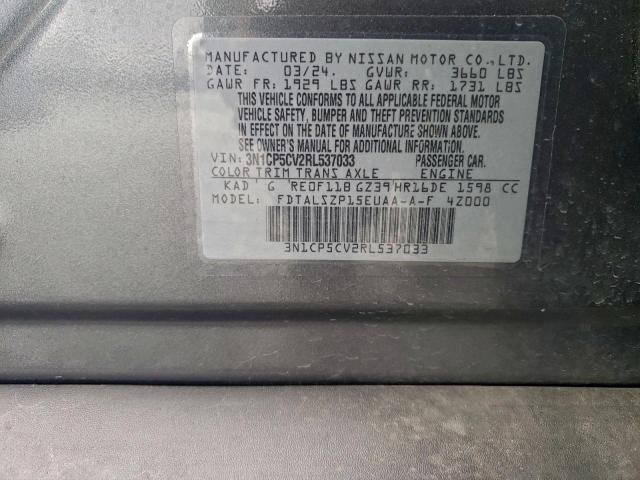 MANUFACTURED BY NISSAN MOTOR CO.,LTD.
DATE: 03/24. GVWR: 3660 LBS
GAWR FR: 1929 LBS GAWR RR: 1731 LBS
THIS VEHICLE CONFORMS TO ALL APPLICABLE FEDERAL MOTOR
VEHICLE SAFETY, BUMPER AND THEFT PREVENTION STANDARDS
IN EFFECT ON THE DATE OF MANUFACTURE SHOWN ABOVE.
SEE OWNER'S MANUAL FOR ADDITIONAL INFORMATION.
VIN: 3N1CP5CV2RL537033 PASSENGER CAR.
COLOR TRIM TRANS AXLE ENGINE
KAD G RE0F11B GZ39 HR16DE 1598 CC
MODEL: FDTALSZP15EUAA-A-F 4Z000
3N1CP5CV2RL537033